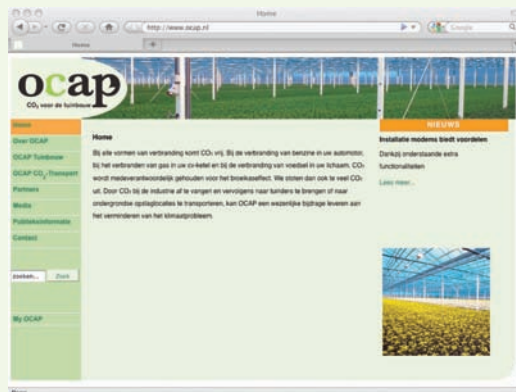 Home
http://www.ocap.nl
Google
Home
ocap
CO₂ voor de tuinbouw
Home
Over OCAP
OCAP Tuinbouw
OCAP CO₂-Transport
Partners
Media
Publieksinformatie
Contact
zoeken...
Zoek
My OCAP
Home
Bij alle vormen van verbranding komt CO₂ vrij. Bij de verbranding van benzine in uw automotor,
bij het verbranden van gas in uw cv-ketel en bij de verbranding van voedsel in uw lichaam. CO₂
wordt medeverantwoordelijk gehouden voor het broeikaseffect. We stoten dan ook te veel CO₂
uit. Door CO₂ bij de industrie af te vangen en vervolgens naar tuinders te brengen of naar
ondergrondse opslaglocaties te transporteren, kan OCAP een wezenlijke bijdrage leveren aan
het verminderen van het klimaatprobleem.
NIEUWS
Installatie modems biedt voordelen
Dankzij onderstaande extra
functionaliteiten
Lees meer...